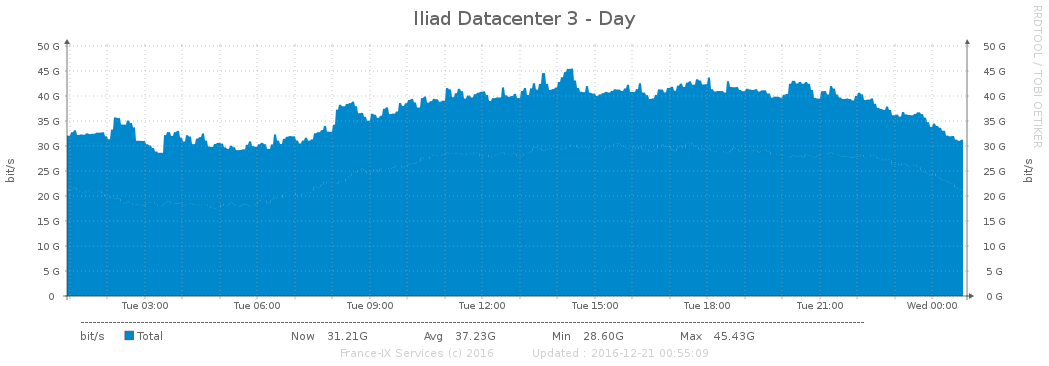 Iliad Datacenter 3 - Day
RRDTOOL / TOBI OETIKER
50 G 50 G
45 G 45 G
40 G 40 G
35 G 35 G
30 G 30 G
25 G 25 G
20 G 20 G
15 G 15 G
10 G 10 G
5 G 5 G
0 0 G
bit/s bit/s
Tue 03:00 Tue 06:00 Tue 09:00 Tue 12:00 Tue 15:00 Tue 18:00 Tue 21:00 Wed 00:00
bit/s Total Now 31.21G Avg 37.23G Min 28.60G Max 45.43G
France-IX Services (c) 2016 Updated : 2016-12-21 00:55:09